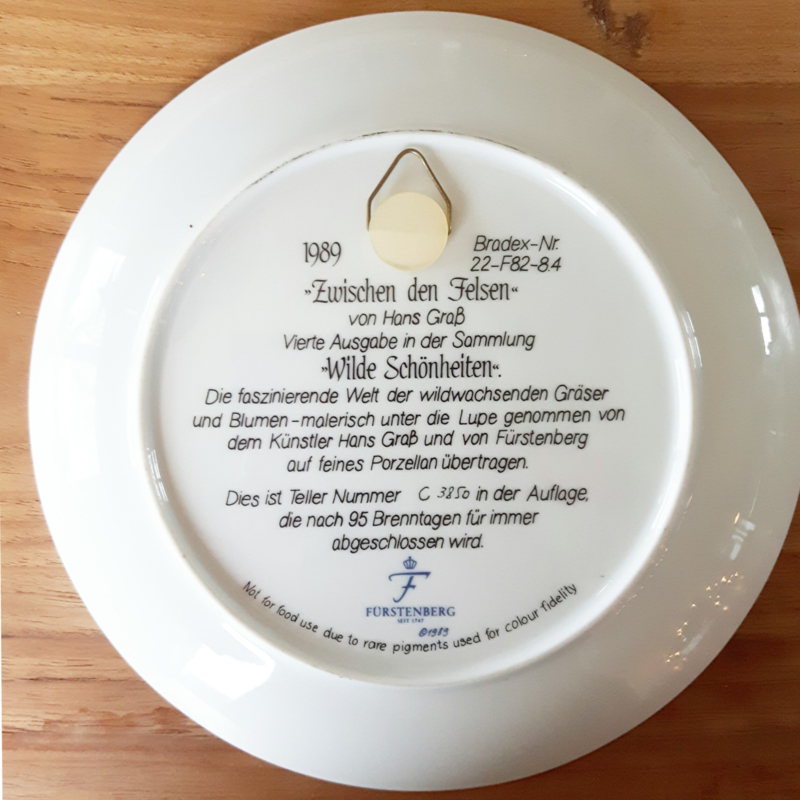 1989
Bradex-Nr.
22-F82-8.4
»Zwischen den Felsen«
von Hans Graß
Vierte Ausgabe in der Sammlung
»Wilde Schönheiten«.
Die faszinierende Welt der wildwachsenden Gräser
und Blumen-malerisch unter die Lupe genommen von
dem Künstler Hans Graß und von Fürstenberg
auf feines Porzellan übertragen.
Dies ist Teller Nummer C 3850 in der Auflage,
die nach 95 Brenntagen für immer
abgeschlossen wird.
F
FÜRSTENBERG
SEIT 1747
©1989
Not for food use due to rare pigments used for colour fidelity